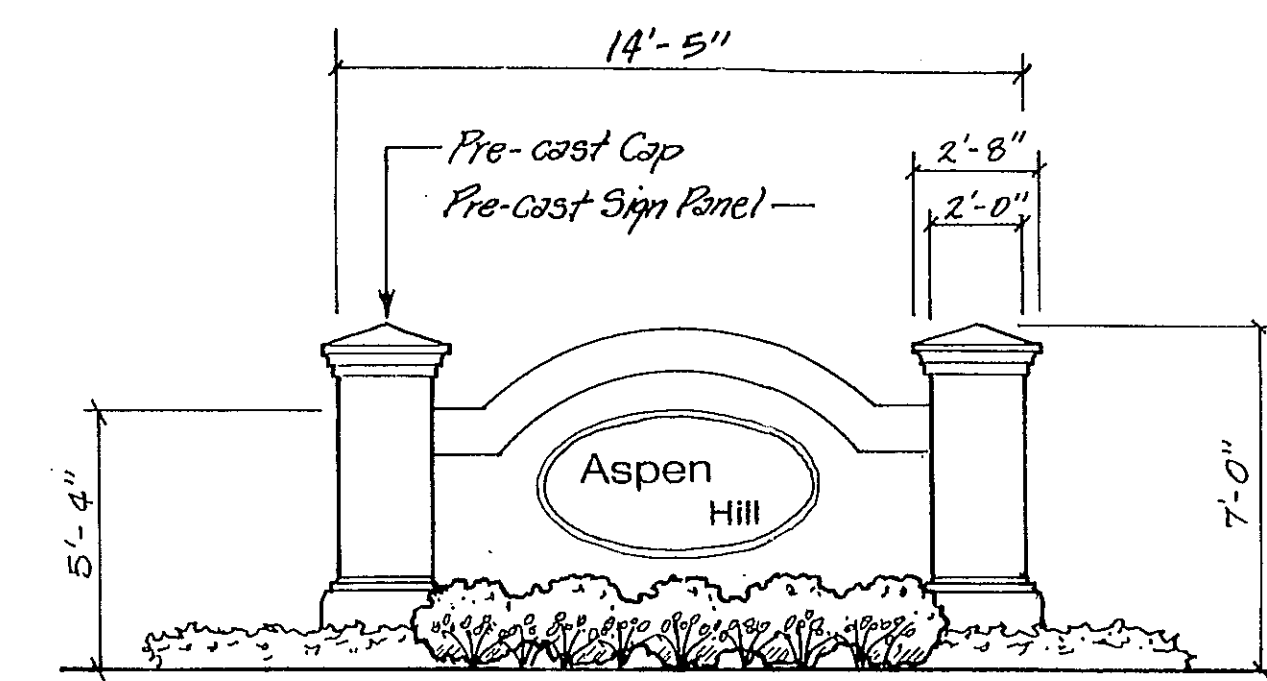 14'-5"
Pre-cast Cap
2'-8"
Pre-Cast Sign Panel
2'-0"
Aspen
Hill
5'-4"
7'-0"